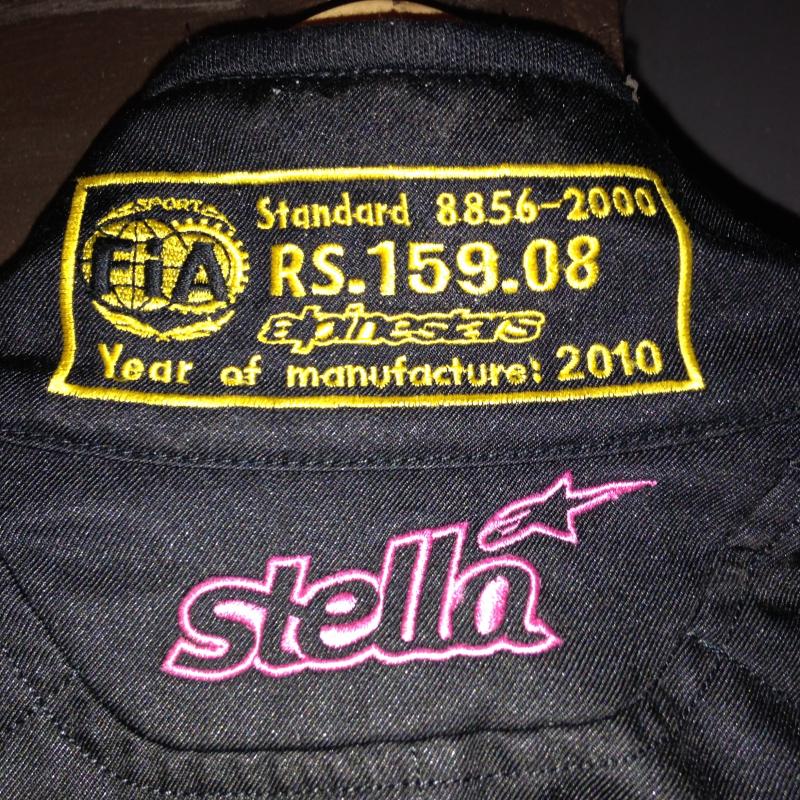 SPORT
FiA
Standard 8856-2000
RS.159.08
alpinestars
Year of manufacture: 2010
stella